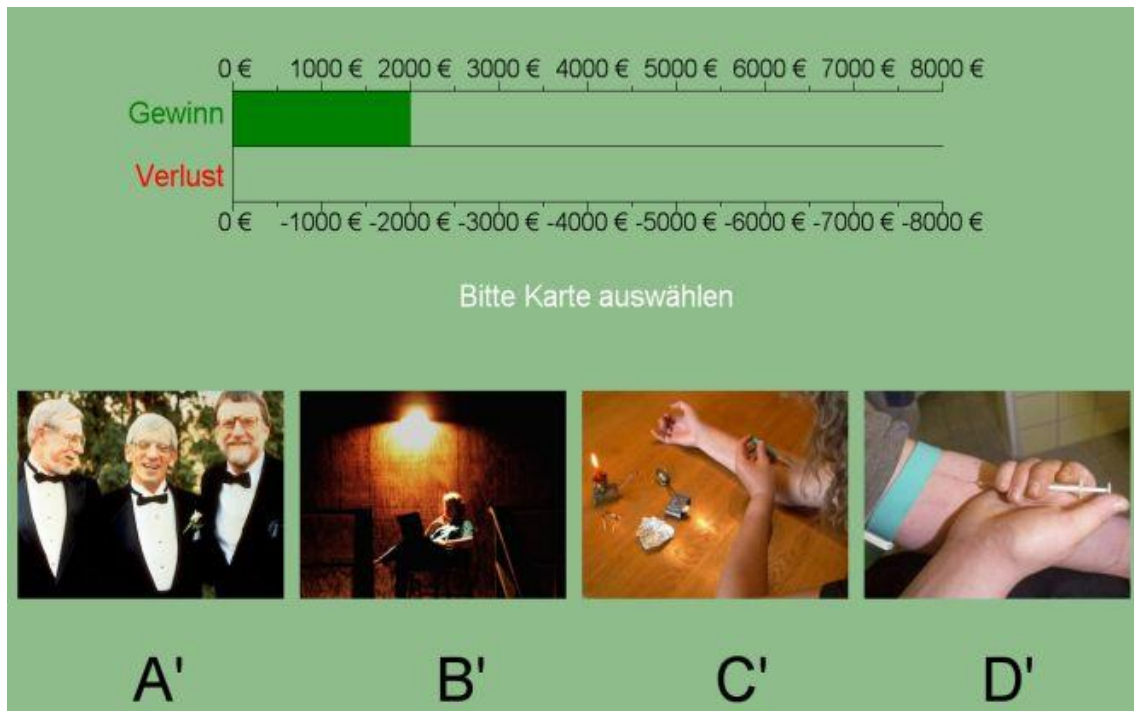 0 € 1000 € 2000 € 3000 € 4000 € 5000 € 6000 € 7000 € 8000 €
Gewinn
Verlust
0 € -1000 € -2000 € -3000 € -4000 € -5000 € -6000 € -7000 € -8000 €
Bitte Karte auswählen
A' B' C' D'